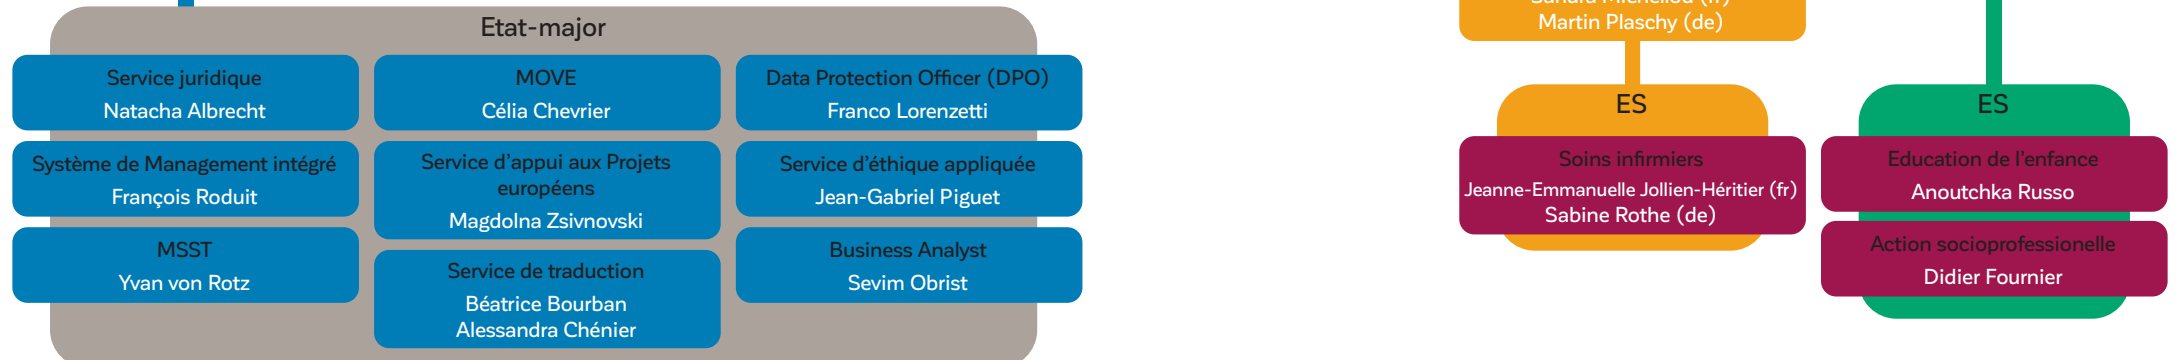 Etat-major
Service juridique
Natacha Albrecht
Système de Management intégré
François Roduit
MSST
Yvan von Rotz
MOVE
Célia Chevrier
Service d'appui aux Projets
européens
Magdolna Zsivnovski
Service de traduction
Béatrice Bourban
Alessandra Chénier
Data Protection Officer (DPO)
Franco Lorenzetti
Service d'éthique appliquée
Jean-Gabriel Piguet
Business Analyst
Sevim Obrist
(fr)
Martin Plaschy (de)
ES
Soins infirmiers
Jeanne-Emmanuelle Jollien-Héritier (fr)
Sabine Rothe (de)
ES
Education de l'enfance
Anoutchka Russo
Action socioprofessionelle
Didier Fournier